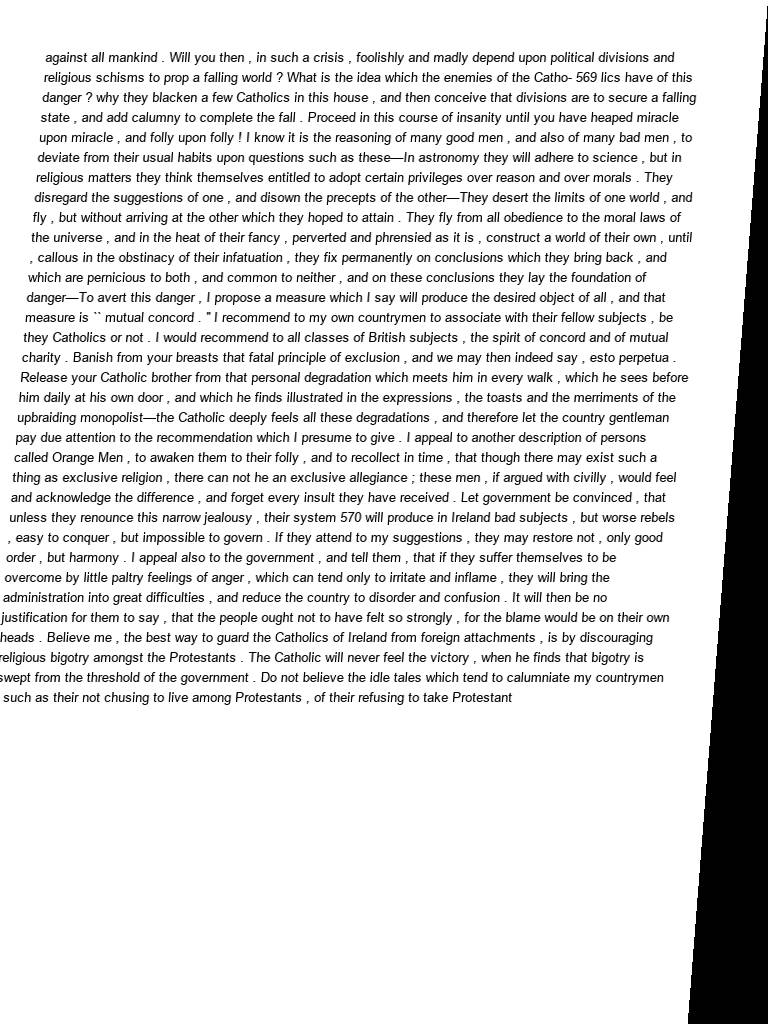 against all mankind . Will you then , in such a crisis , foolishly and madly depend upon political divisions and
religious schisms to prop a falling world ? What is the idea which the enemies of the Catho- 569 lics have of this
danger ? why they blacken a few Catholics in this house , and then conceive that divisions are to secure a falling
state , and add calumny to complete the fall . Proceed in this course of insanity until you have heaped miracle
upon miracle , and folly upon folly ! I know it is the reasoning of many good men , and also of many bad men , to
deviate from their usual habits upon questions such as these—In astronomy they will adhere to science , but in
religious matters they think themselves entitled to adopt certain privileges over reason and over morals . They
disregard the suggestions of one , and disown the precepts of the other—They desert the limits of one world , and
fly , but without arriving at the other which they hoped to attain . They fly from all obedience to the moral laws of
the universe , and in the heat of their fancy , perverted and phrensied as it is , construct a world of their own , until
, callous in the obstinacy of their infatuation , they fix permanently on conclusions which they bring back , and
which are pernicious to both , and common to neither , and on these conclusions they lay the foundation of
danger—To avert this danger , I propose a measure which I say will produce the desired object of all , and that
measure is `` mutual concord . " I recommend to my own countrymen to associate with their fellow subjects , be
they Catholics or not . I would recommend to all classes of British subjects , the spirit of concord and of mutual
charity . Banish from your breasts that fatal principle of exclusion , and we may then indeed say , esto perpetua .
Release your Catholic brother from that personal degradation which meets him in every walk , which he sees before
him daily at his own door , and which he finds illustrated in the expressions , the toasts and the merriments of the
upbraiding monopolist—the Catholic deeply feels all these degradations , and therefore let the country gentleman
pay due attention to the recommendation which I presume to give . I appeal to another description of persons
called Orange Men , to awaken them to their folly , and to recollect in time , that though there may exist such a
thing as exclusive religion , there can not he an exclusive allegiance ; these men , if argued with civilly , would feel
and acknowledge the difference , and forget every insult they have received . Let government be convinced , that
unless they renounce this narrow jealousy , their system 570 will produce in Ireland bad subjects , but worse rebels
, easy to conquer , but impossible to govern . If they attend to my suggestions , they may restore not , only good
order , but harmony . I appeal also to the government , and tell them , that if they suffer themselves to be
overcome by little paltry feelings of anger , which can tend only to irritate and inflame , they will bring the
administration into great difficulties , and reduce the country to disorder and confusion . It will then be no
justification for them to say , that the people ought not to have felt so strongly , for the blame would be on their own
heads . Believe me , the best way to guard the Catholics of Ireland from foreign attachments , is by discouraging
religious bigotry amongst the Protestants . The Catholic will never feel the victory , when he finds that bigotry is
swept from the threshold of the government . Do not believe the idle tales which tend to calumniate my countrymen
such as their not chusing to live among Protestants , of their refusing to take Protestant